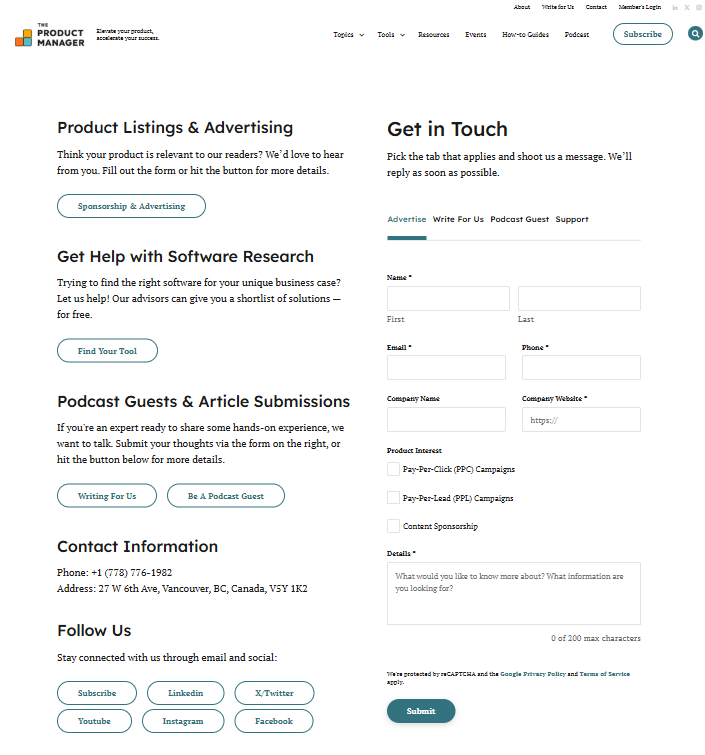 About Write for Us Contact Member's Login
THE
PRODUCT
MANAGER
Elevate your product,
accelerate your success.
Topics Tools Resources Events How-to Guides Podcast Subscribe
Product Listings & Advertising
Think your product is relevant to our readers? We'd love to hear
from you. Fill out the form or hit the button for more details.
Sponsorship & Advertising
Get Help with Software Research
Trying to find the right software for your unique business case?
Let us help! Our advisors can give you a shortlist of solutions —
for free.
Find Your Tool
Podcast Guests & Article Submissions
If you're an expert ready to share some hands-on experience, we
want to talk. Submit your thoughts via the form on the right, or
hit the button below for more details.
Writing For Us Be A Podcast Guest
Contact Information
Phone: +1 (778) 776-1982
Address: 27 W 6th Ave, Vancouver, BC, Canada, V5Y 1K2
Follow Us
Stay connected with us through email and social:
Subscribe Linkedin X/Twitter
Youtube Instagram Facebook
Get in Touch
Pick the tab that applies and shoot us a message. We'll
reply as soon as possible.
Advertise Write For Us Podcast Guest Support
Name *
First Last
Email * Phone *
Company Name Company Website *
https://
Product Interest
Pay-Per-Click (PPC) Campaigns
Pay-Per-Lead (PPL) Campaigns
Content Sponsorship
Details *
What would you like to know more about? What information are
you looking for?
0 of 200 max characters
We're protected by reCAPTCHA and the Google Privacy Policy and Terms of Service
apply.
Submit